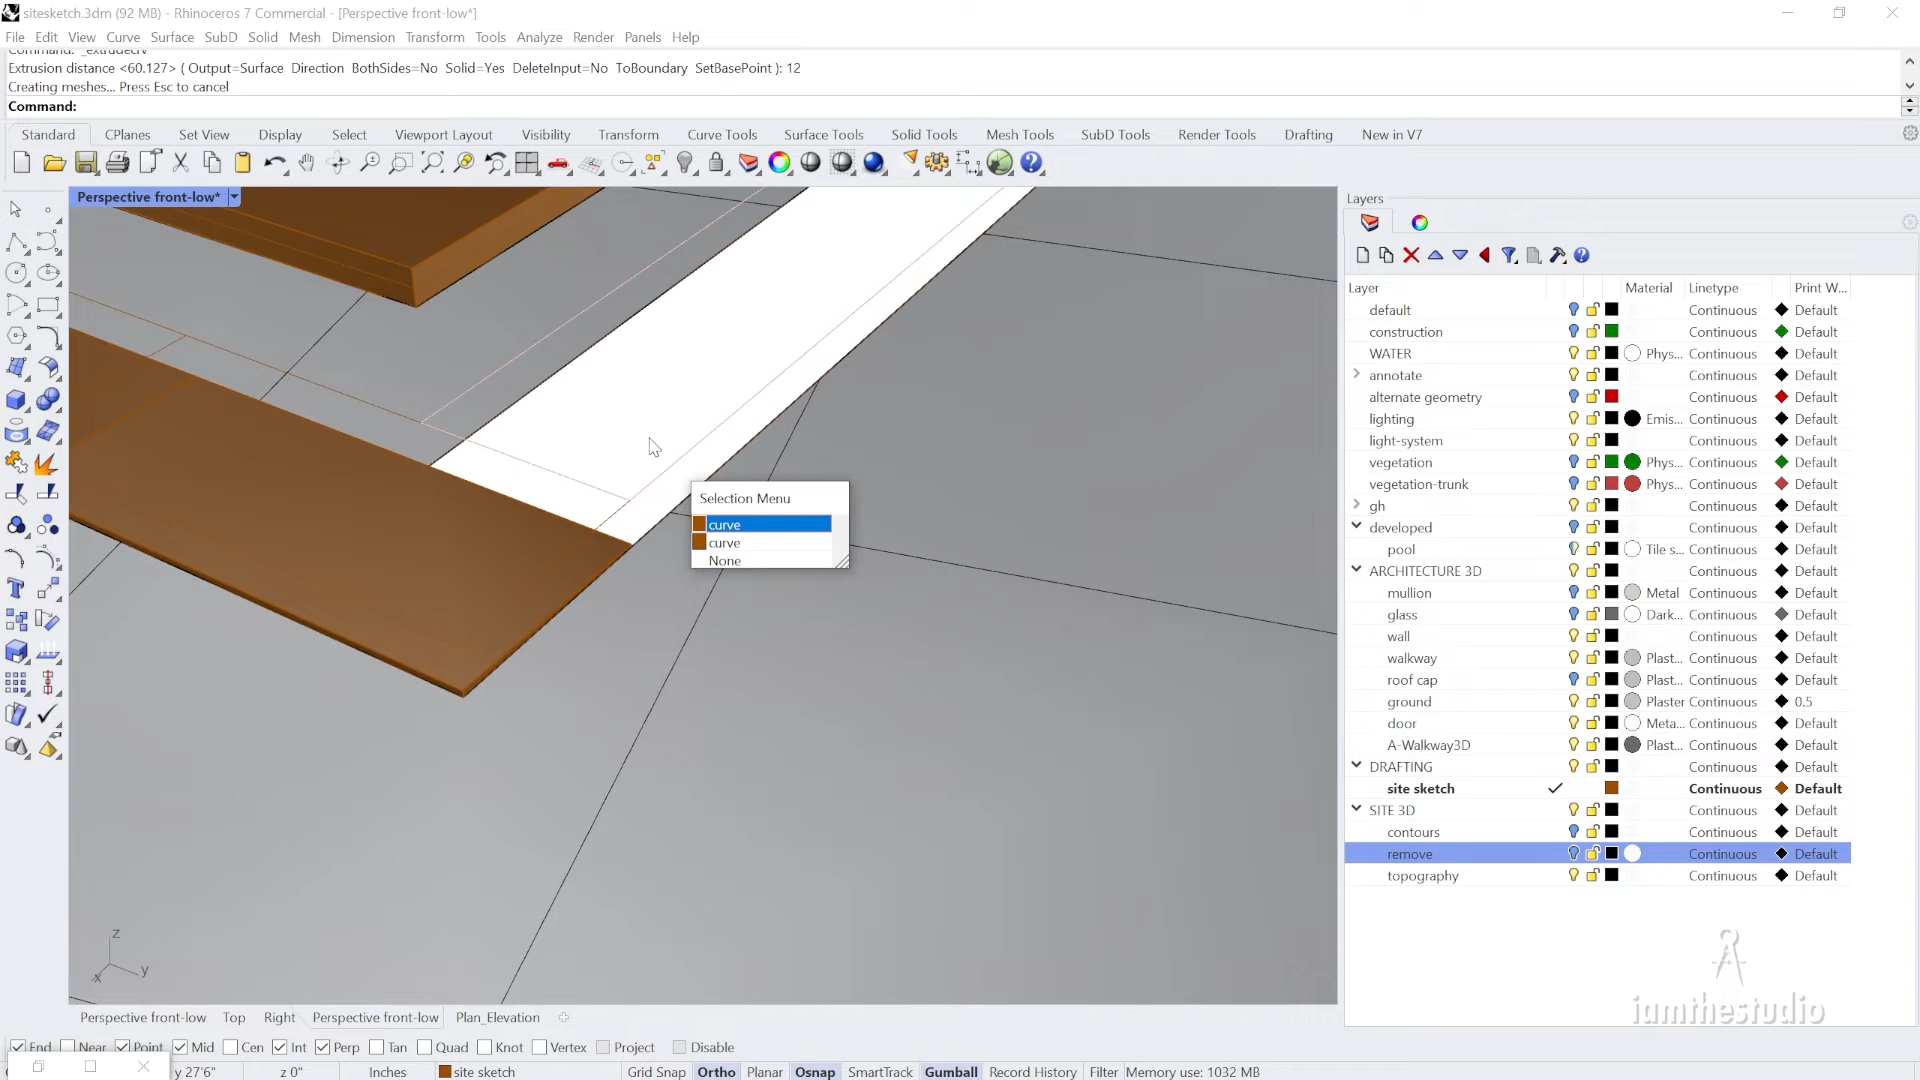 sitesketch.3dm (92 MB) - Rhinoceros 7 Commercial - [Perspective front-low*]
File Edit View Curve Surface SubD Solid Mesh Dimension Transform Tools Analyze Render Panels Help
Command: _extrudecrv
Extrusion distance <60.127> ( Output=Surface Direction BothSides=No Solid=Yes DeleteInput=No ToBoundary SetBasePoint ): 12
Creating meshes... Press Esc to cancel
Command:
Standard CPlanes Set View Display Select Viewport Layout Visibility Transform Curve Tools Surface Tools Solid Tools Mesh Tools SubD Tools Render Tools Drafting New in V7
Perspective front-low*
Layers
Layer Material Linetype Print W...
default Continuous Default
construction Continuous Default
WATER Phys... Continuous Default
annotate Continuous Default
alternate geometry Continuous Default
lighting Emis... Continuous Default
light-system Continuous Default
vegetation Phys... Continuous Default
vegetation-trunk Phys... Continuous Default
gh Continuous Default
developed Continuous Default
pool Tile s... Continuous Default
ARCHITECTURE 3D Continuous Default
mullion Metal Continuous Default
glass Dark... Continuous Default
wall Continuous Default
walkway Plast... Continuous Default
roof cap Plast... Continuous Default
ground Plaster Continuous 0.5
door Meta... Continuous Default
A-Walkway3D Plast... Continuous Default
DRAFTING Continuous Default
site sketch Continuous Default
SITE 3D Continuous Default
contours Continuous Default
remove Continuous Default
topography Continuous Default
Selection Menu
curve
curve
None
z
x y
iamthestudio
Perspective front-low Top Right Perspective front-low Plan_Elevation
End Near Point Mid Cen Int Perp Tan Quad Knot Vertex Project Disable
y 27'6" z 0" Inches site sketch Grid Snap Ortho Planar Osnap SmartTrack Gumball Record History Filter Memory use: 1032 MB